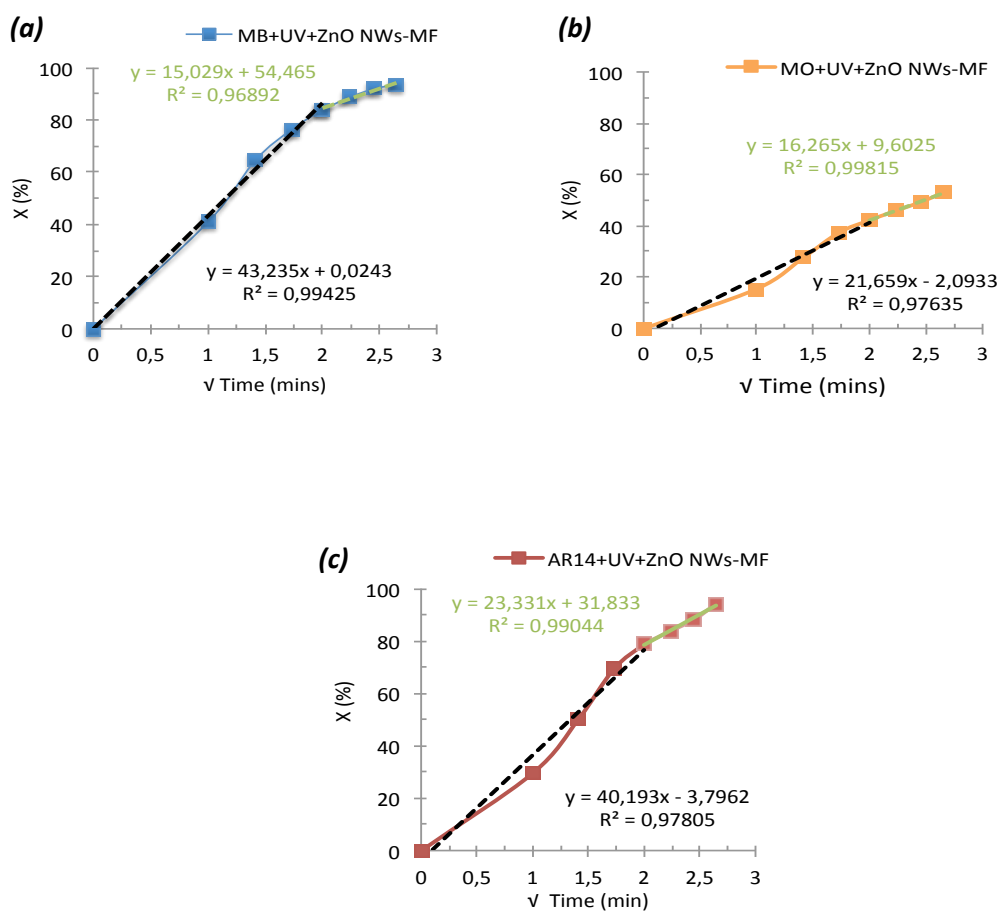 (a)
MB+UV+ZnO NWs-MF
y = 15,029x + 54,465
R² = 0,96892
100
80
60
40
20
0
X (%)
y = 43,235x + 0,0243
R² = 0,99425
0 0,5 1 1,5 2 2,5 3
√ Time (mins)
(b)
MO+UV+ZnO NWs-MF
100
80
60
40
20
0
X (%)
y = 16,265x + 9,6025
R² = 0,99815
y = 21,659x - 2,0933
R² = 0,97635
0 0,5 1 1,5 2 2,5 3
√ Time (mins)
(c)
AR14+UV+ZnO NWs-MF
y = 23,331x + 31,833
R² = 0,99044
100
80
60
40
20
0
X (%)
y = 40,193x - 3,7962
R² = 0,97805
0 0,5 1 1,5 2 2,5 3
√ Time (min)